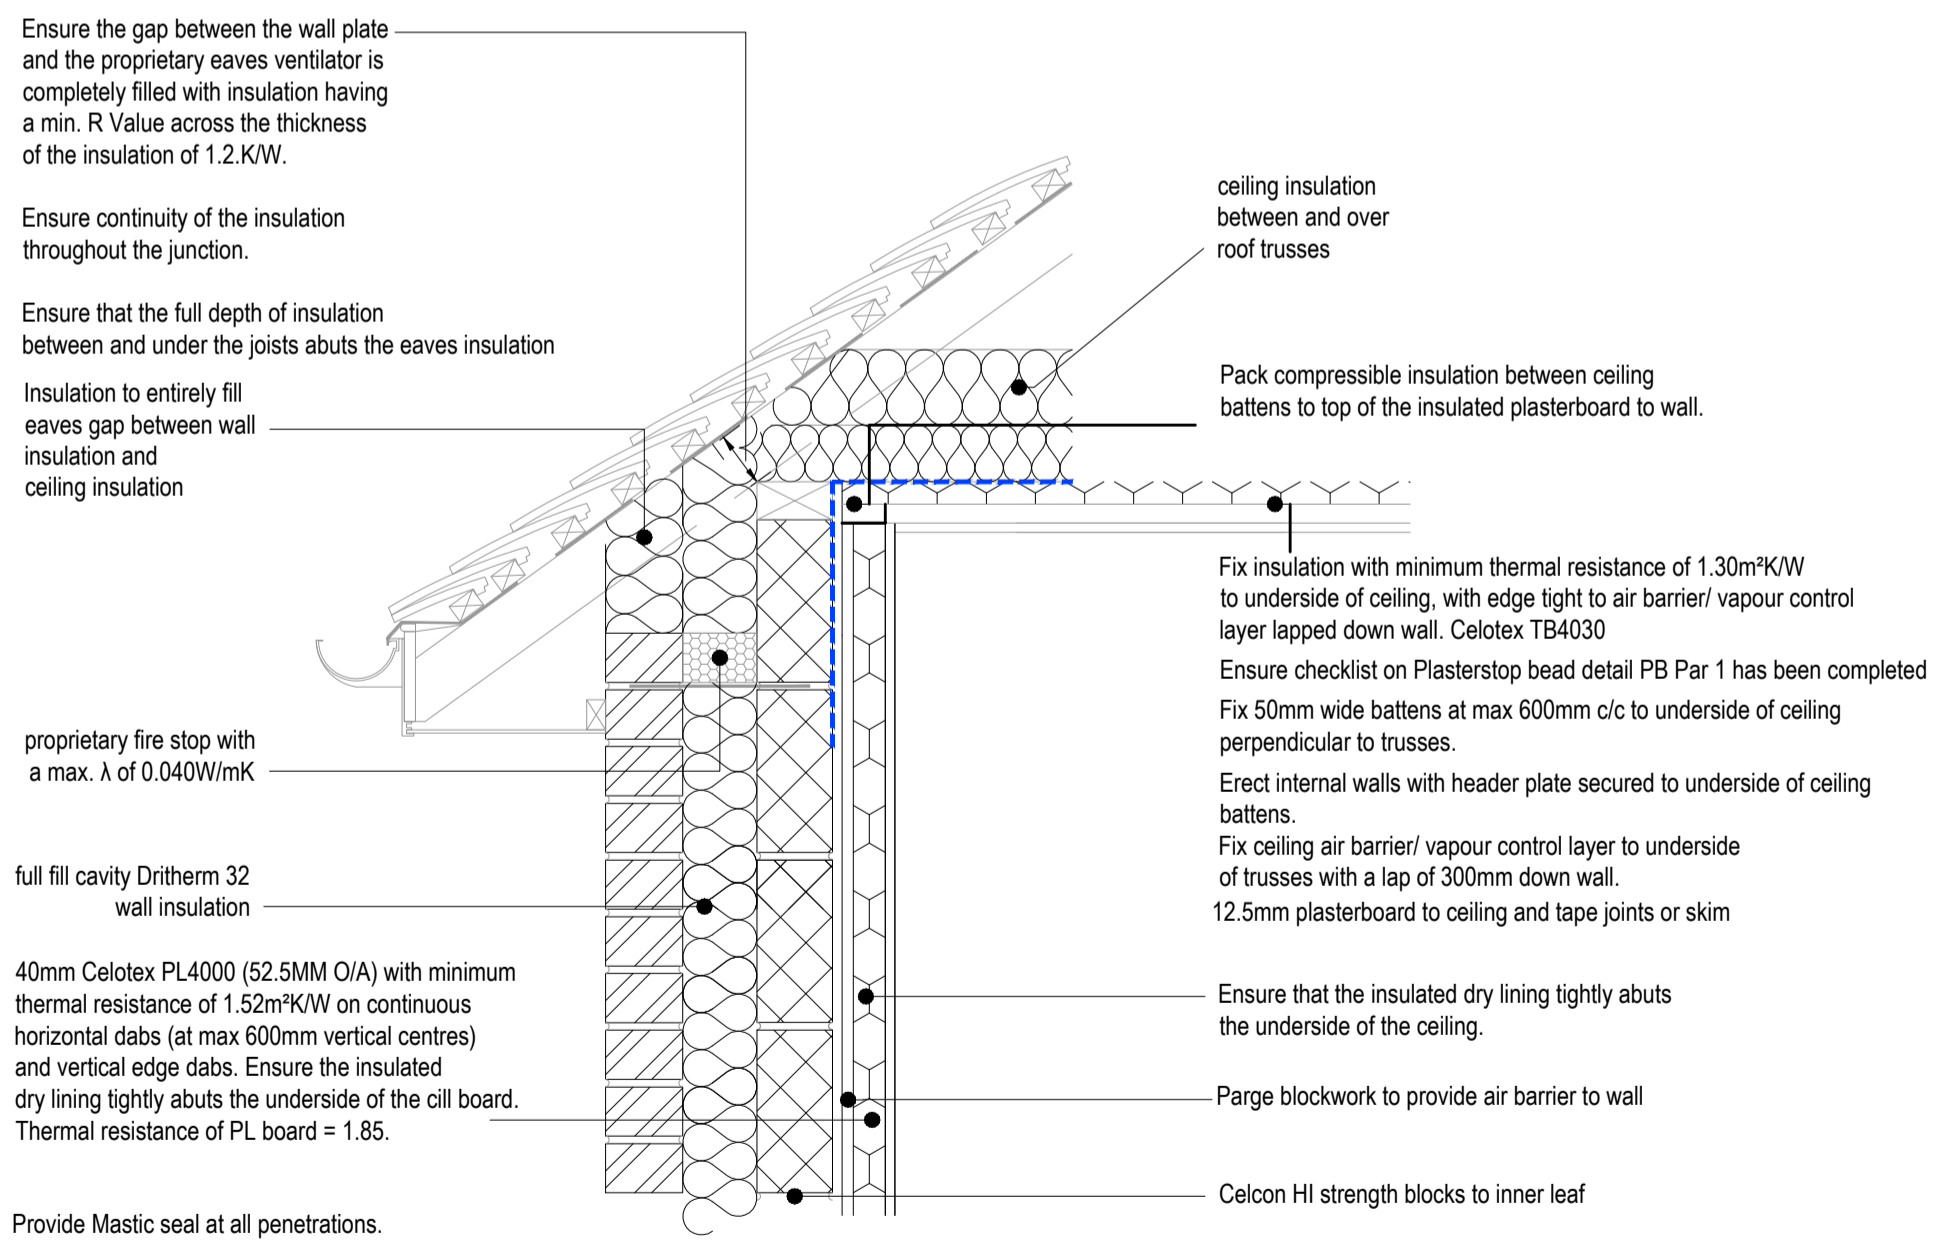 Ensure the gap between the wall plate
and the proprietary eaves ventilator is
completely filled with insulation having
a min. R Value across the thickness
of the insulation of 1.2.K/W.
Ensure continuity of the insulation
throughout the junction.
Ensure that the full depth of insulation
between and under the joists abuts the eaves insulation
Insulation to entirely fill
eaves gap between wall
insulation and
ceiling insulation
proprietary fire stop with
a max. λ of 0.040W/mK
full fill cavity Dritherm 32
wall insulation
40mm Celotex PL4000 (52.5MM O/A) with minimum
thermal resistance of 1.52m²K/W on continuous
horizontal dabs (at max 600mm vertical centres)
and vertical edge dabs. Ensure the insulated
dry lining tightly abuts the underside of the cill board.
Thermal resistance of PL board = 1.85.
Provide Mastic seal at all penetrations.
ceiling insulation
between and over
roof trusses
Pack compressible insulation between ceiling
battens to top of the insulated plasterboard to wall.
Fix insulation with minimum thermal resistance of 1.30m²K/W
to underside of ceiling, with edge tight to air barrier/ vapour control
layer lapped down wall. Celotex TB4030
Ensure checklist on Plasterstop bead detail PB Par 1 has been completed
Fix 50mm wide battens at max 600mm c/c to underside of ceiling
perpendicular to trusses.
Erect internal walls with header plate secured to underside of ceiling
battens.
Fix ceiling air barrier/ vapour control layer to underside
of trusses with a lap of 300mm down wall.
12.5mm plasterboard to ceiling and tape joints or skim
Ensure that the insulated dry lining tightly abuts
the underside of the ceiling.
Parge blockwork to provide air barrier to wall
Celcon HI strength blocks to inner leaf